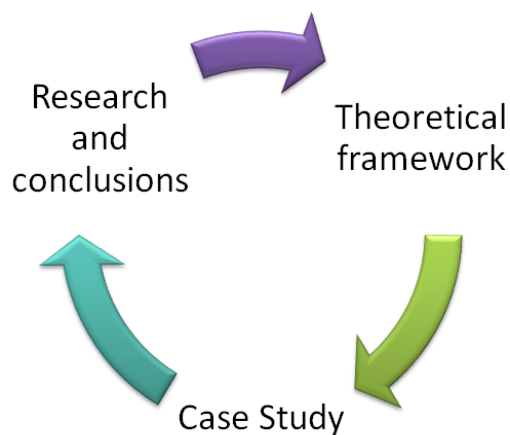 Research
and
conclusions
Theoretical
framework
Case Study